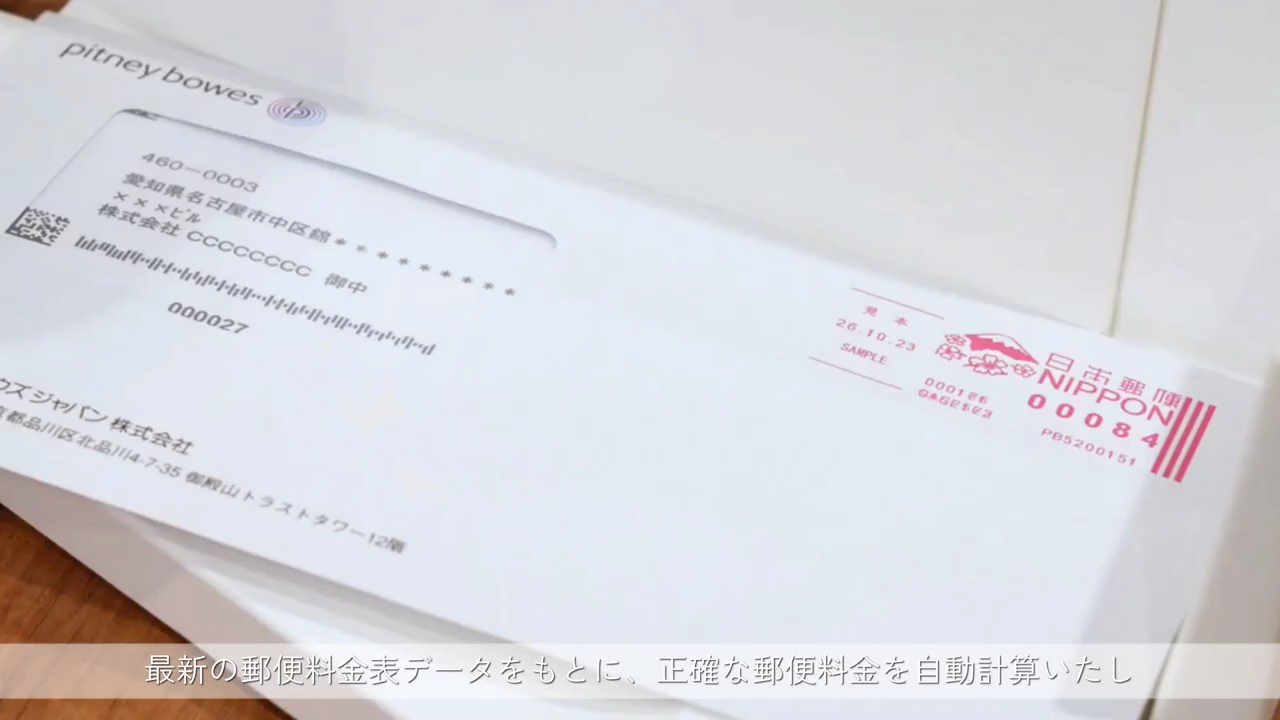 pitney bowes
460-0003
愛知県名古屋市中区錦*********
×××ビル
株式会社 CCCCCCCC 御中
000027
ウズ ジャパン 株式会社
京都品川区北品川4-7-35 御殿山トラストタワー12階
見本
26.10.23
SAMPLE
日本郵便
NIPPON
00084
PB5200151
最新の郵便料金表データをもとに、正確な郵便料金を自動計算いたし